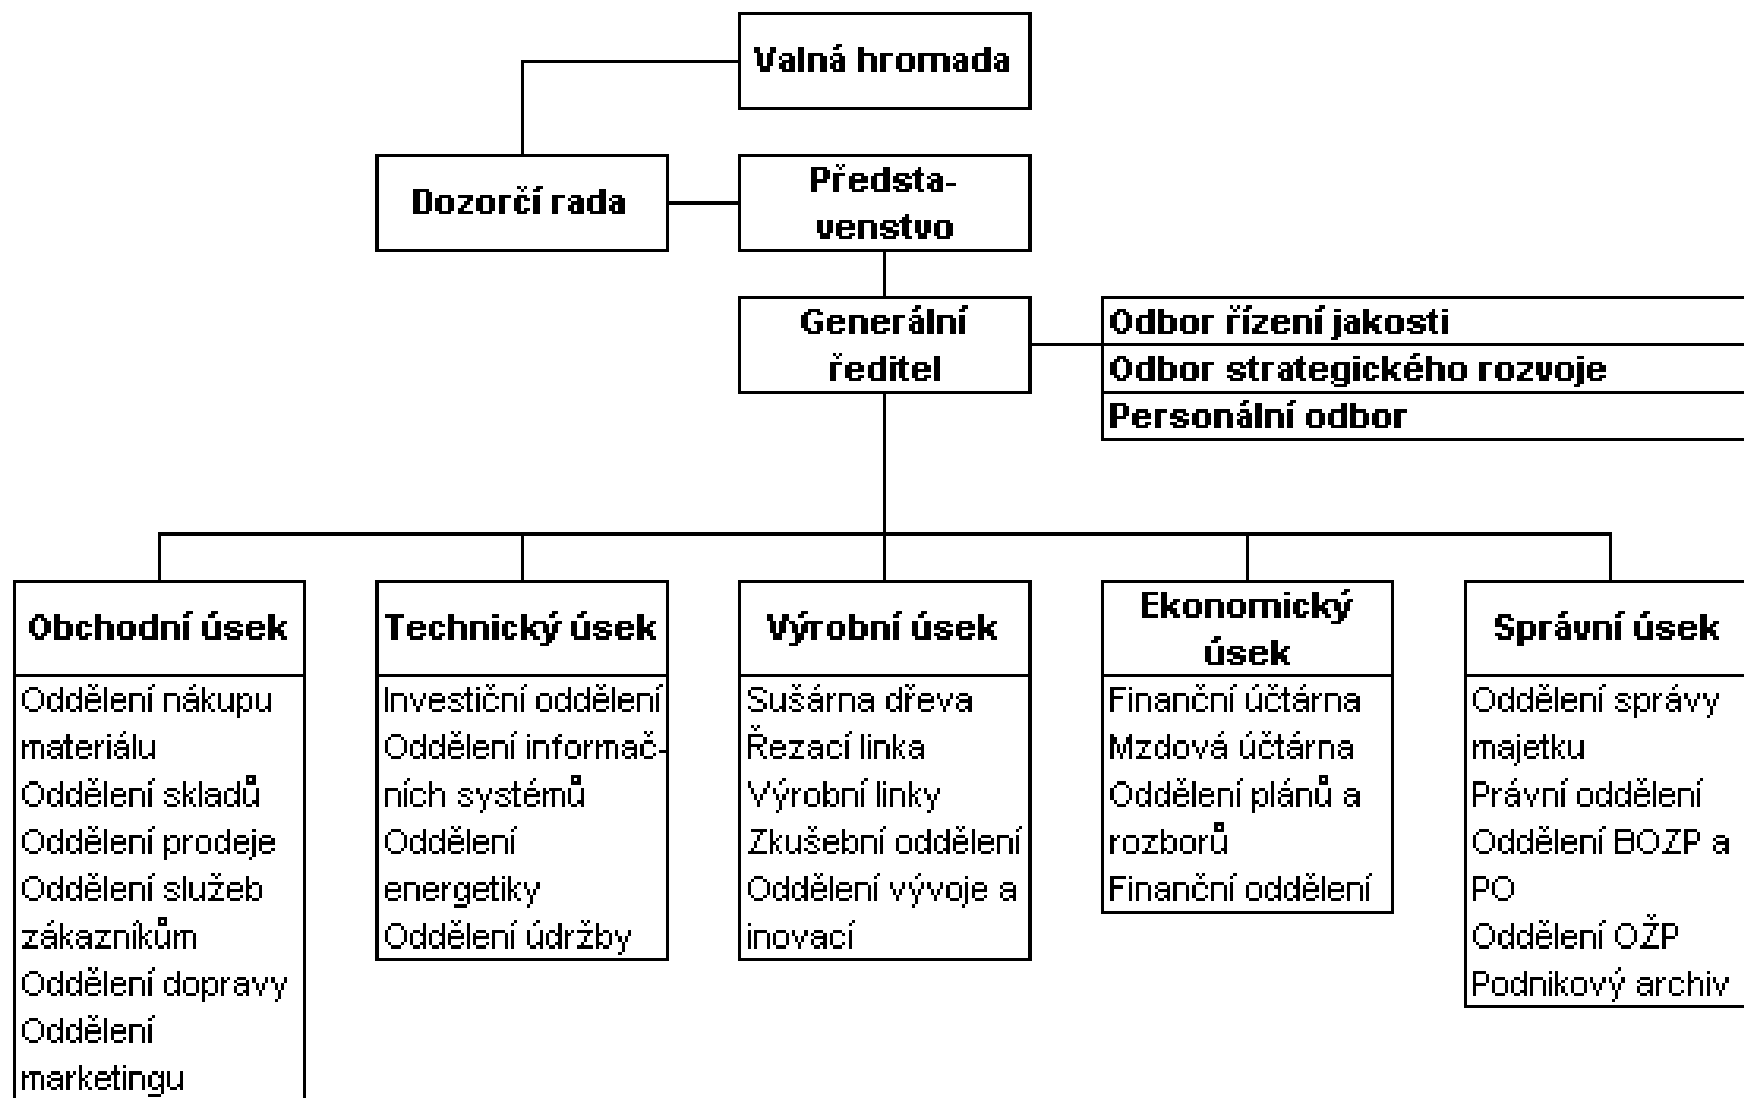 Valná hromada
Dozorčí rada
Předsta-
venstvo
Generální
ředitel
Odbor řízení jakosti
Odbor strategického rozvoje
Personální odbor
Obchodní úsek
Oddělení nákupu
materiálu
Oddělení skladů
Oddělení prodeje
Oddělení služeb
zákazníkům
Oddělení dopravy
Oddělení
marketingu
Technický úsek
Investiční oddělení
Oddělení informač-
ních systémů
Oddělení
energetiky
Oddělení údržby
Výrobní úsek
Sušárna dřeva
Řezací linka
Výrobní linky
Zkušební oddělení
Oddělení vývoje a
inovací
Ekonomický
úsek
Finanční účtárna
Mzdová účtárna
Oddělení plánů a
rozborů
Finanční oddělení
Správní úsek
Oddělení správy
majetku
Právní oddělení
Oddělení BOZP a
PO
Oddělení OŽP
Podnikový archiv